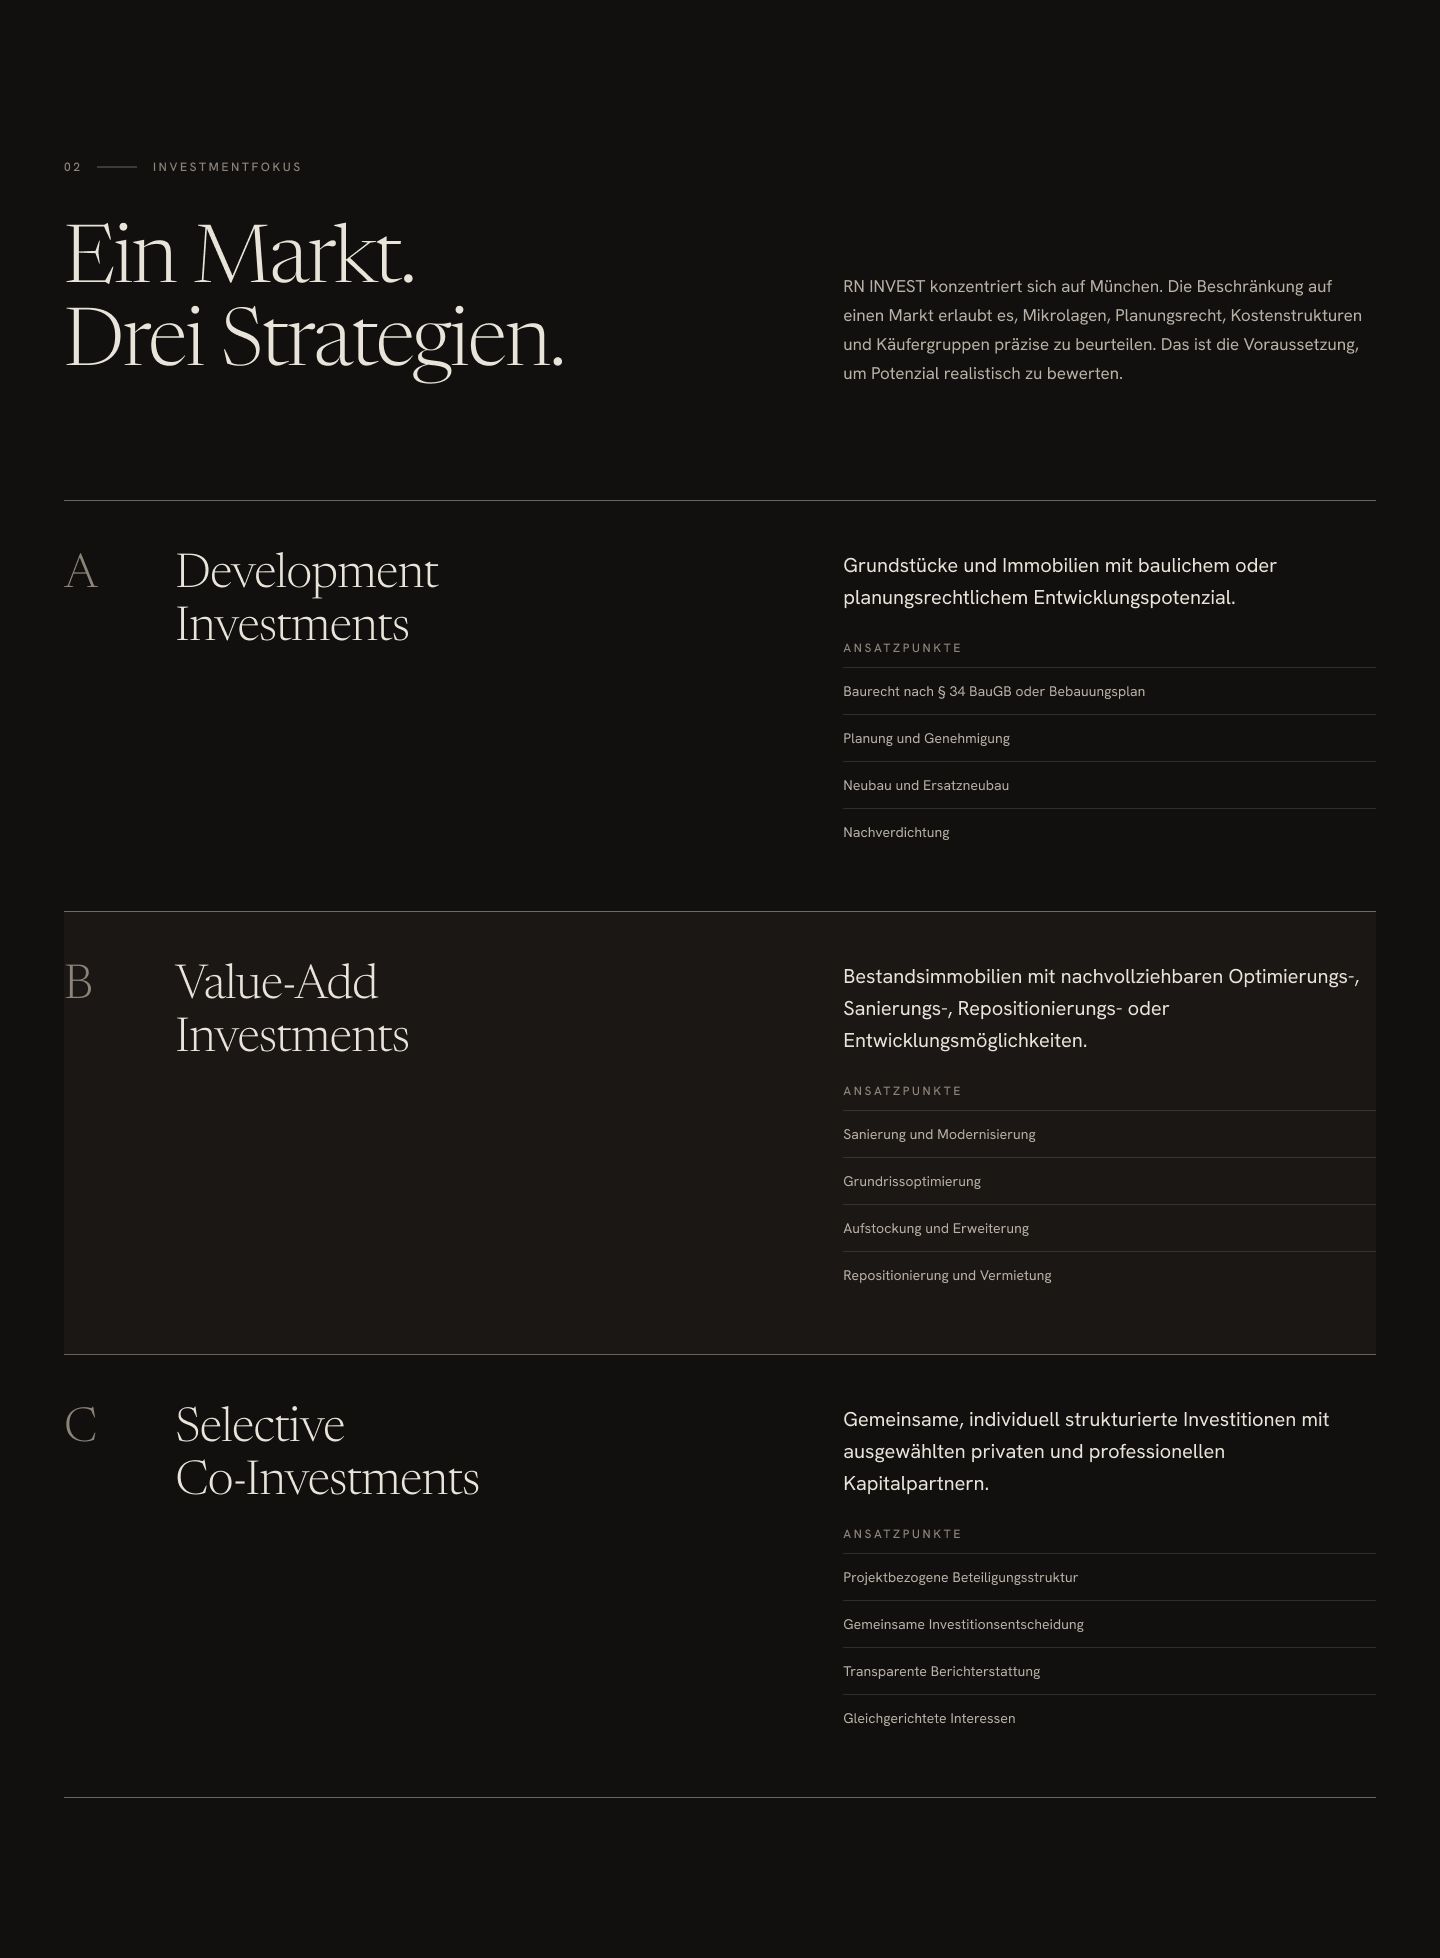 02 INVESTMENTFOKUS
Ein Markt.
Drei Strategien.
RN INVEST konzentriert sich auf München. Die Beschränkung auf
einen Markt erlaubt es, Mikrolagen, Planungsrecht, Kostenstrukturen
und Käufergruppen präzise zu beurteilen. Das ist die Voraussetzung,
um Potenzial realistisch zu bewerten.
A
Development
Investments
Grundstücke und Immobilien mit baulichem oder
planungsrechtlichem Entwicklungspotenzial.
ANSATZPUNKTE
Baurecht nach § 34 BauGB oder Bebauungsplan
Planung und Genehmigung
Neubau und Ersatzneubau
Nachverdichtung
B
Value-Add
Investments
Bestandsimmobilien mit nachvollziehbaren Optimierungs-,
Sanierungs-, Repositionierungs- oder
Entwicklungsmöglichkeiten.
ANSATZPUNKTE
Sanierung und Modernisierung
Grundrissoptimierung
Aufstockung und Erweiterung
Repositionierung und Vermietung
C
Selective
Co-Investments
Gemeinsame, individuell strukturierte Investitionen mit
ausgewählten privaten und professionellen
Kapitalpartnern.
ANSATZPUNKTE
Projektbezogene Beteiligungsstruktur
Gemeinsame Investitionsentscheidung
Transparente Berichterstattung
Gleichgerichtete Interessen